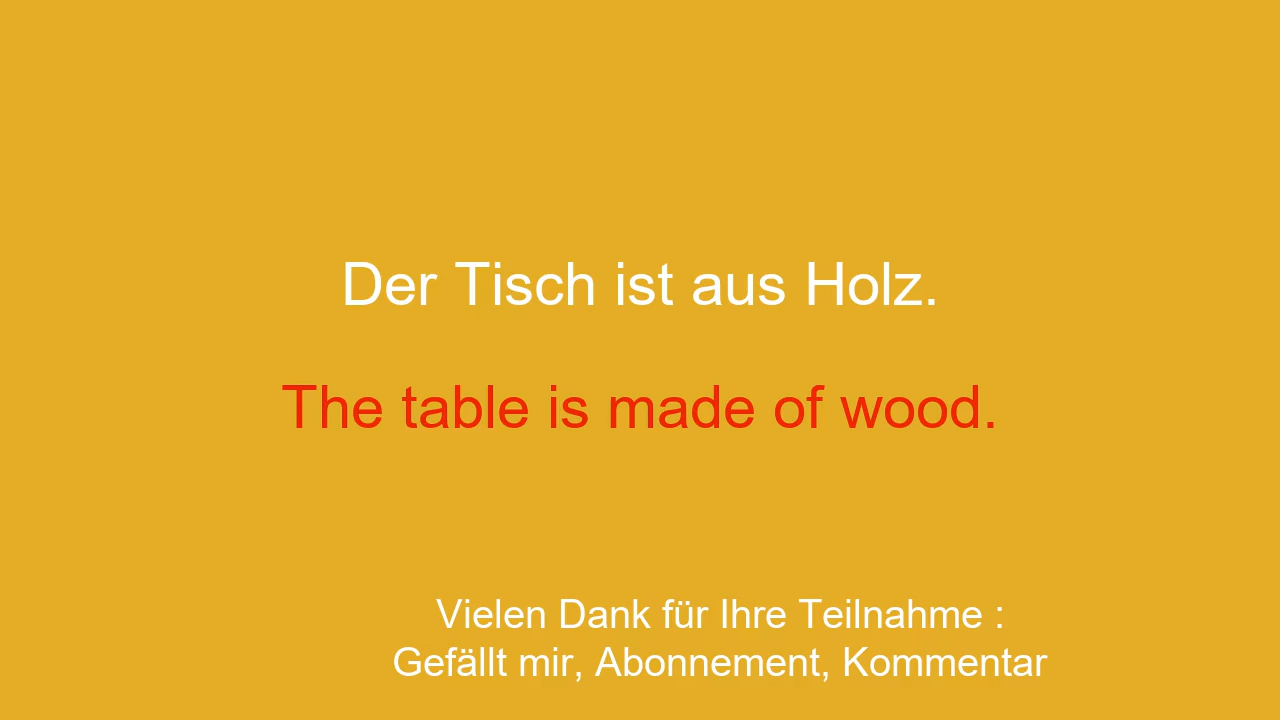 Der Tisch ist aus Holz.
The table is made of wood.
Vielen Dank für Ihre Teilnahme :
Gefällt mir, Abonnement, Kommentar